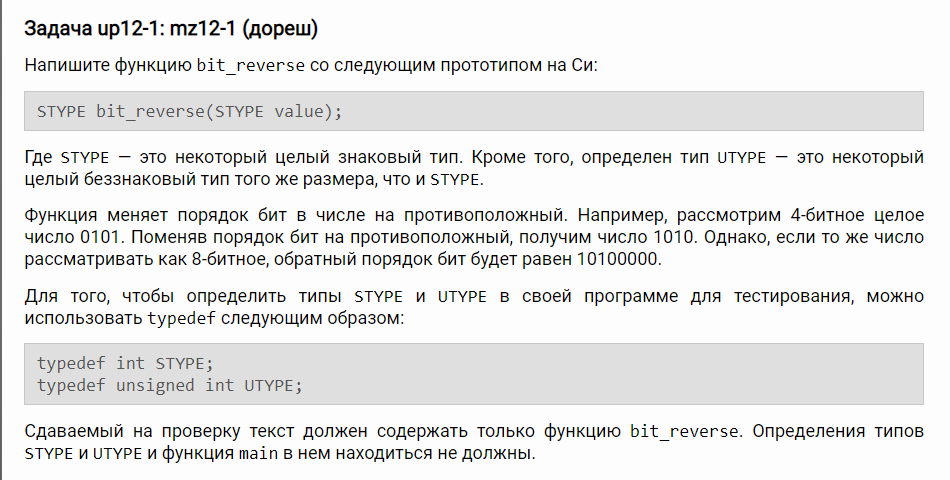 Задача up12-1: mz12-1 (дореш)
Напишите функцию bit_reverse со следующим прототипом на Си:
STYPE bit_reverse(STYPE value);
Где STYPE — это некоторый целый знаковый тип. Кроме того, определен тип UTYPE — это некоторый
целый беззнаковый тип того же размера, что и STYPE.
Функция меняет порядок бит в числе на противоположный. Например, рассмотрим 4-битное целое
число 0101. Поменяв порядок бит на противоположный, получим число 1010. Однако, если то же число
рассматривать как 8-битное, обратный порядок бит будет равен 10100000.
Для того, чтобы определить типы STYPE и UTYPE в своей программе для тестирования, можно
использовать typedef следующим образом:
typedef int STYPE;
typedef unsigned int UTYPE;
Сдаваемый на проверку текст должен содержать только функцию bit_reverse. Определения типов
STYPE и UTYPE и функция main в нем находиться не должны.